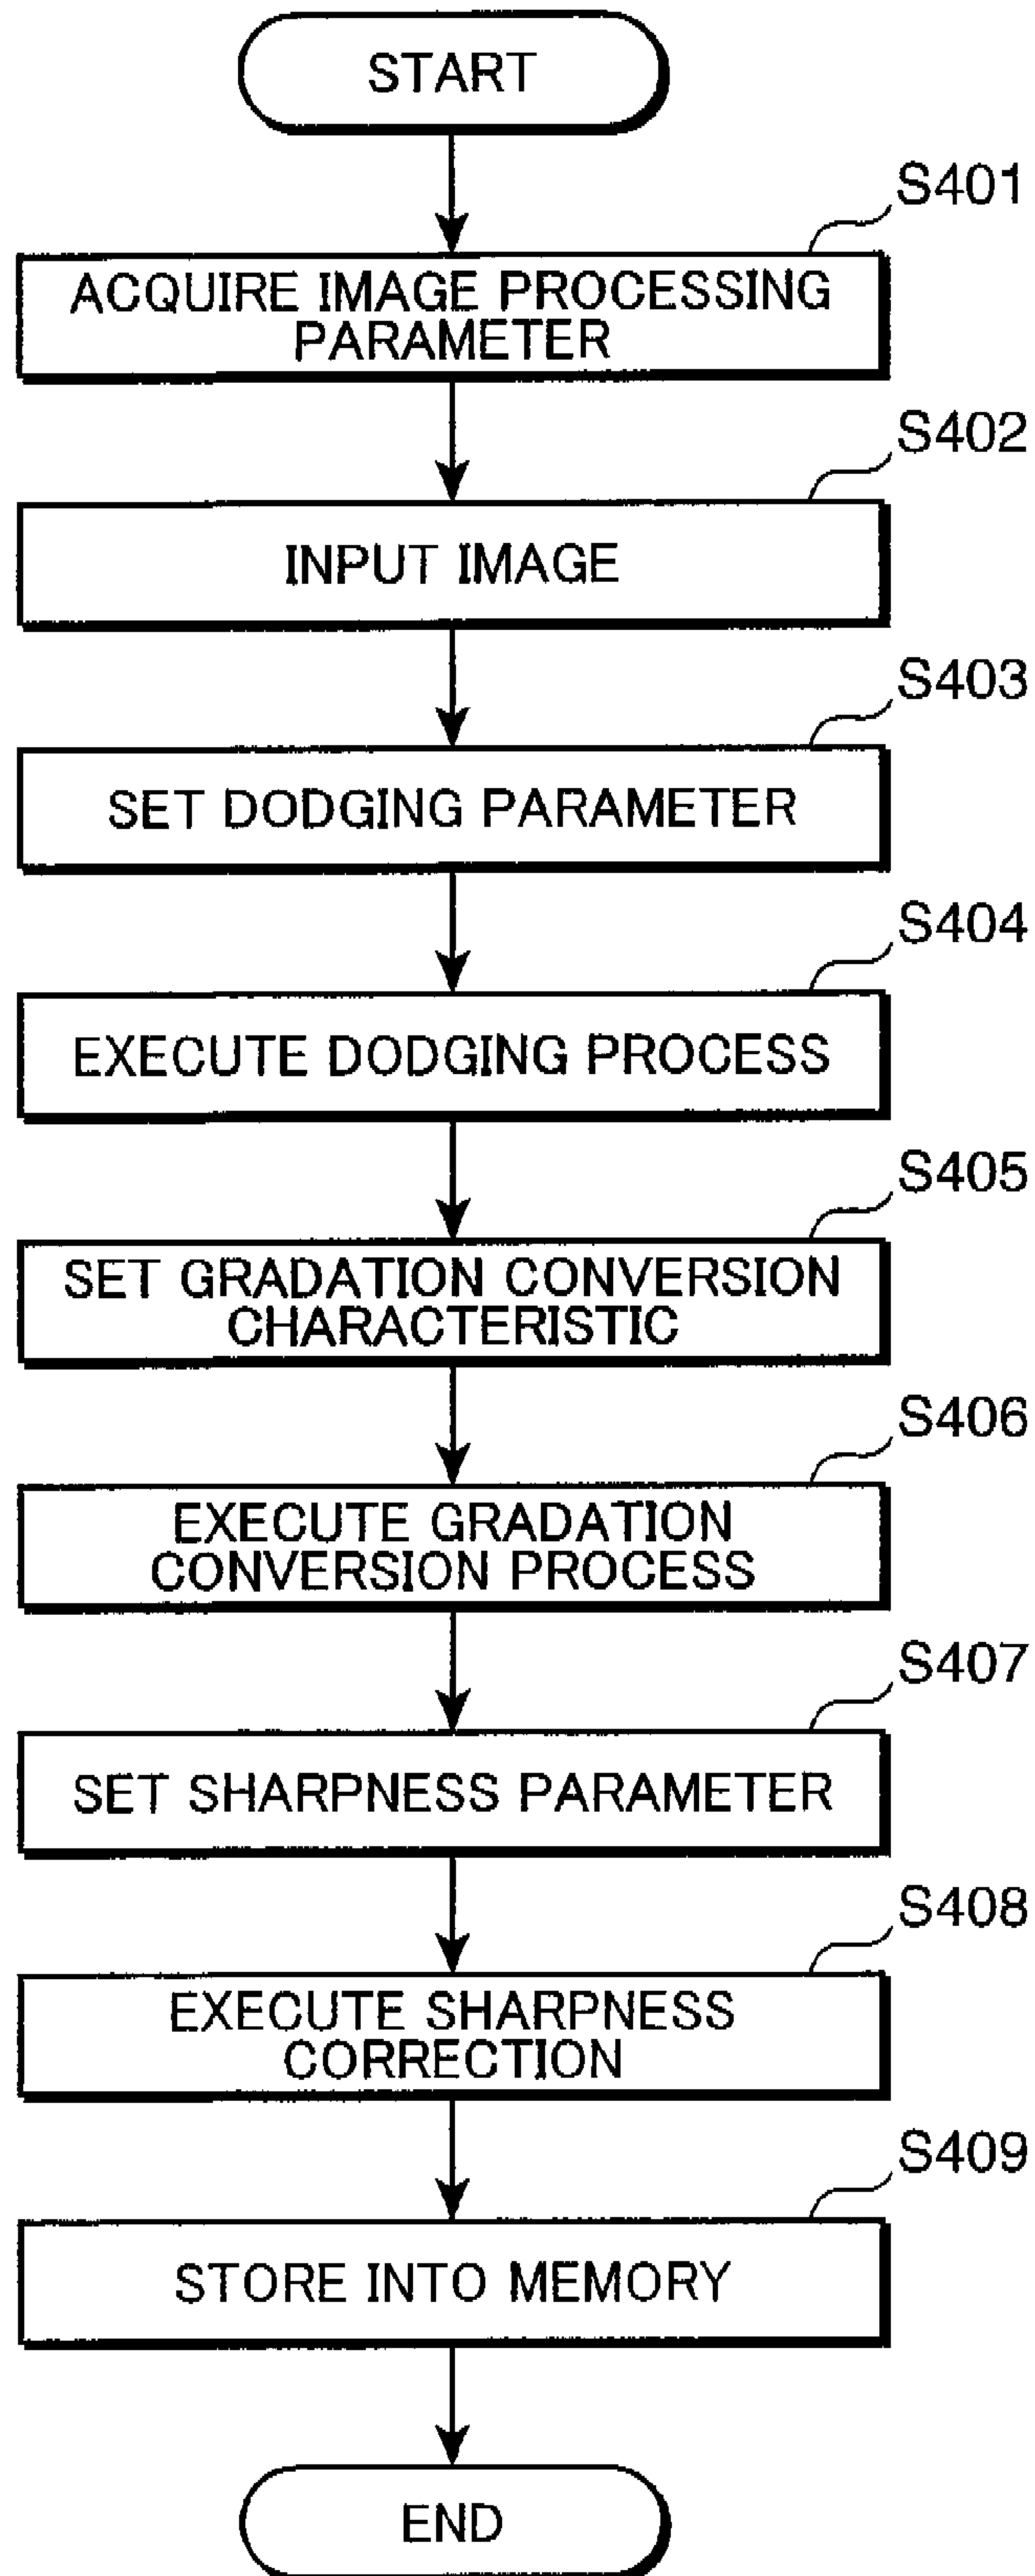 START
S401
ACQUIRE IMAGE PROCESSING
PARAMETER
S402
INPUT IMAGE
S403
SET DODGING PARAMETER
S404
EXECUTE DODGING PROCESS
S405
SET GRADATION CONVERSION
CHARACTERISTIC
S406
EXECUTE GRADATION
CONVERSION PROCESS
S407
SET SHARPNESS PARAMETER
S408
EXECUTE SHARPNESS
CORRECTION
S409
STORE INTO MEMORY
END